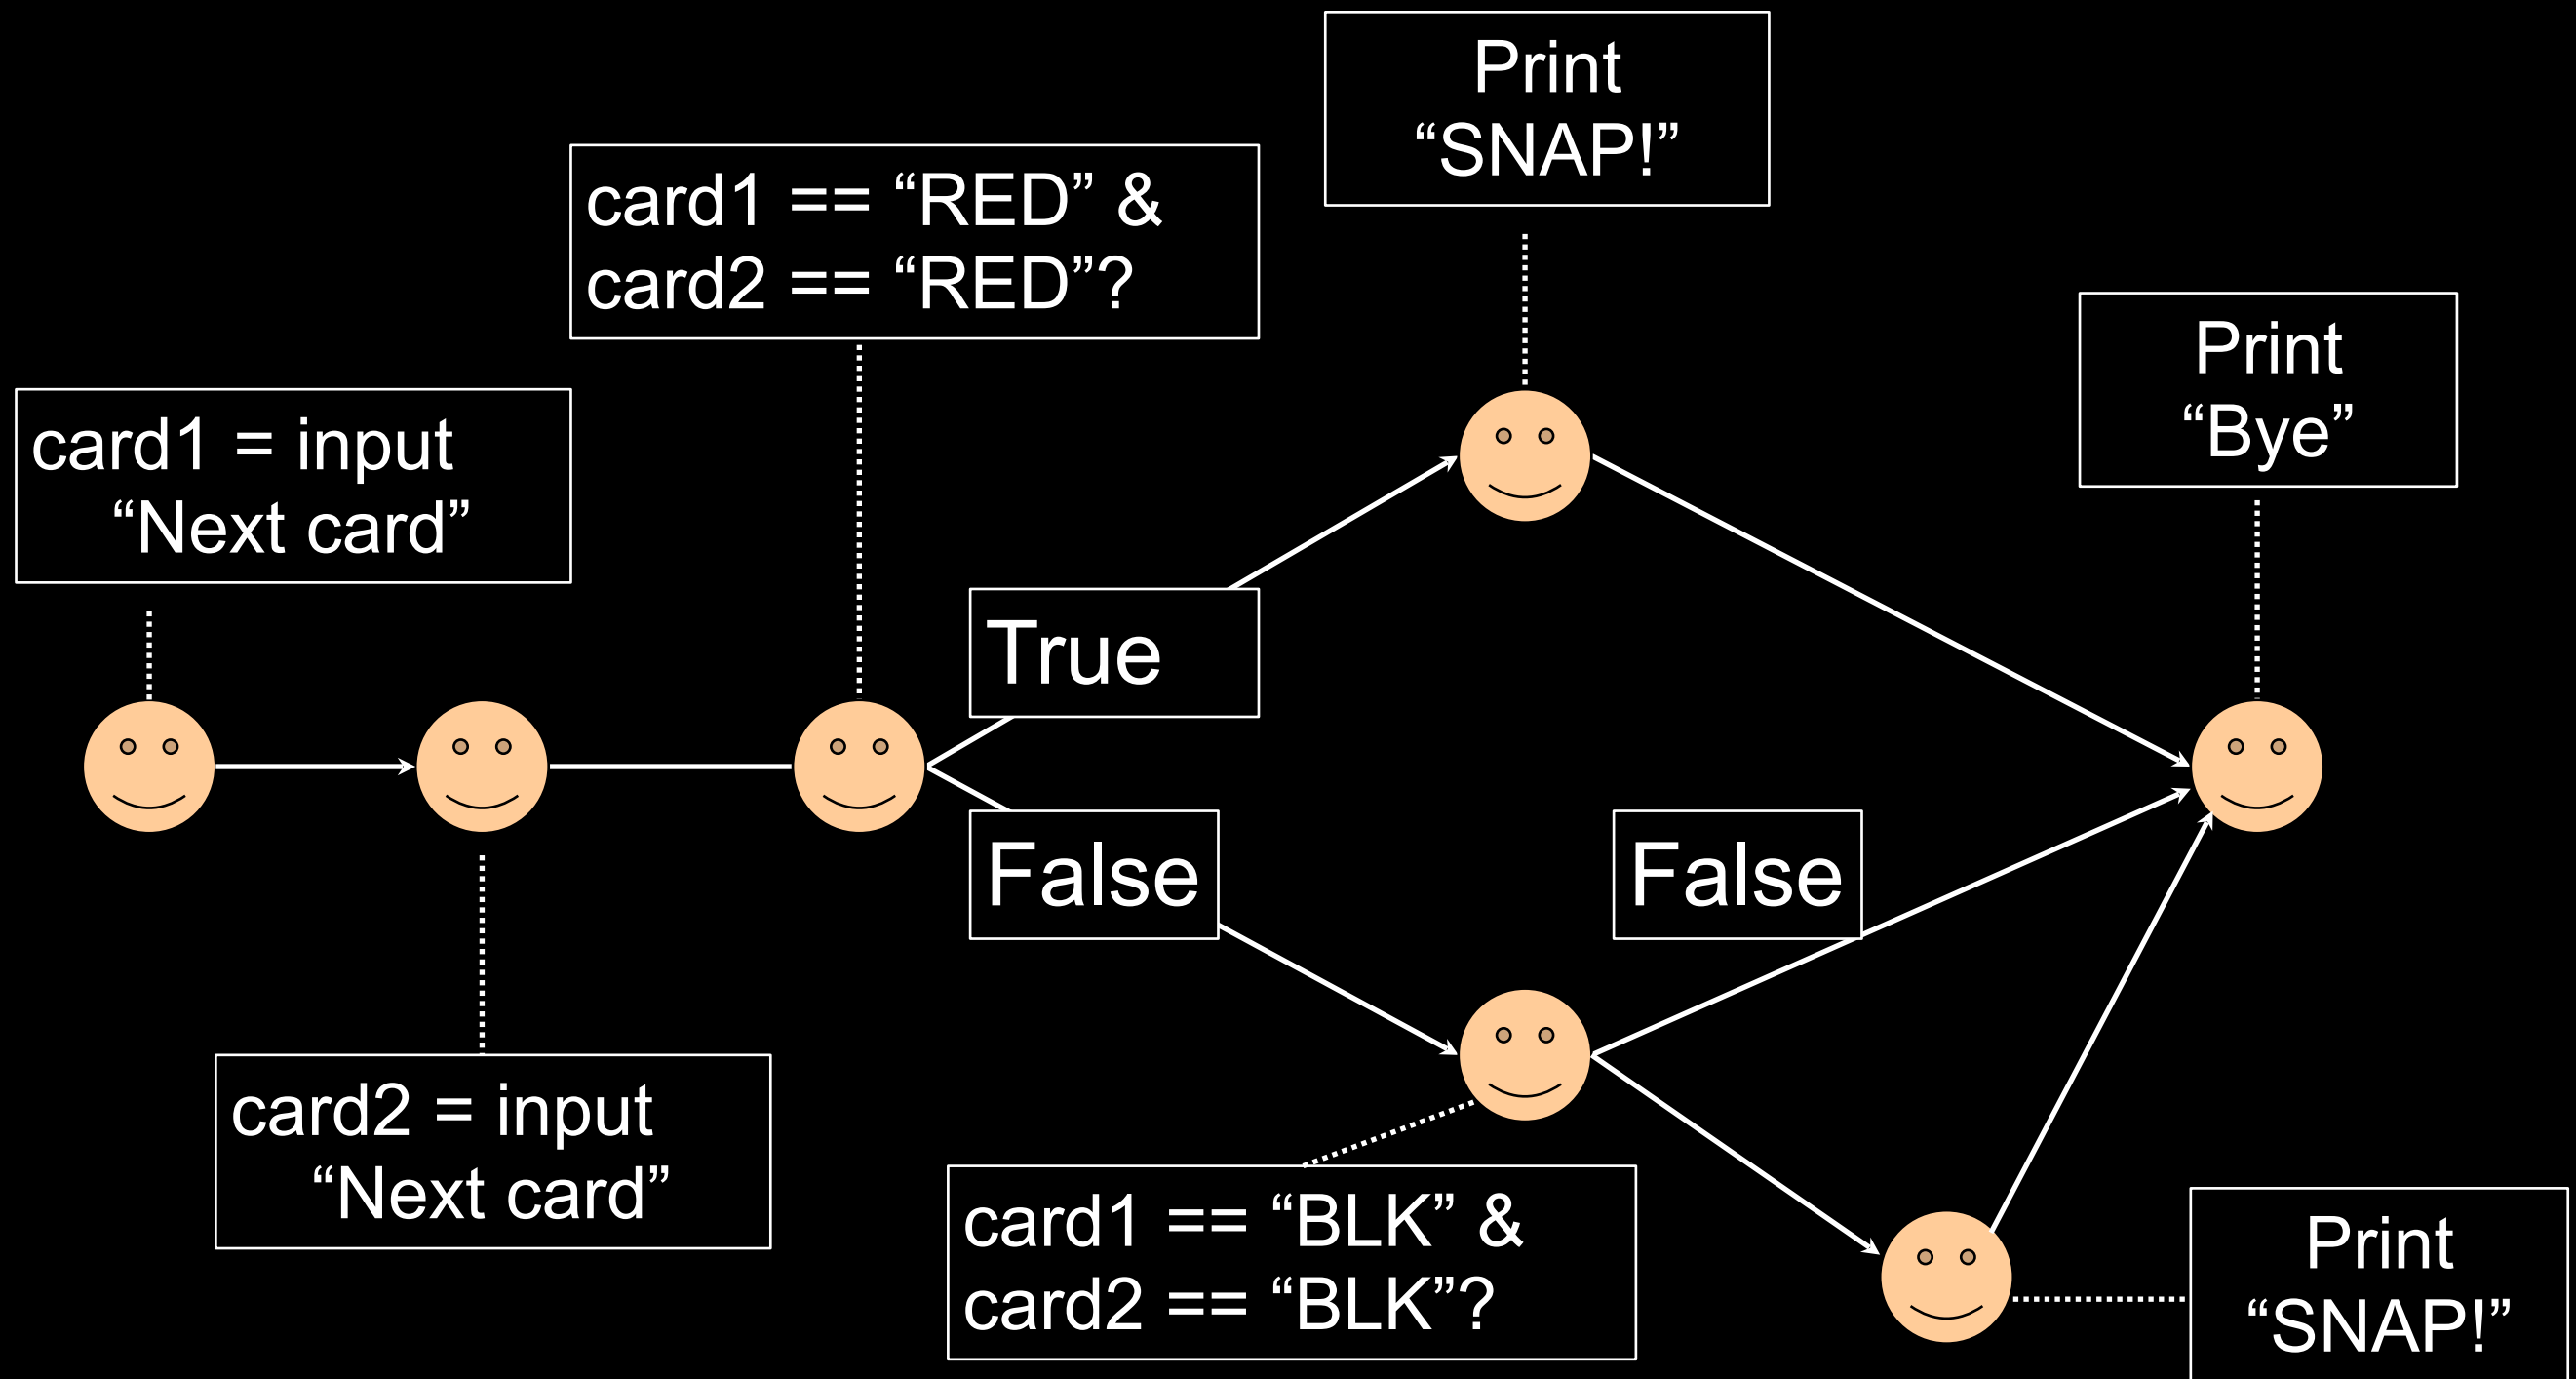 Print
“SNAP!”
card1 == “RED” &
card2 == “RED”?
Print
“Bye”
card1 = input
“Next card”
True
False
False
card2 = input
“Next card”
card1 == “BLK” &
card2 == “BLK”?
Print
“SNAP!”